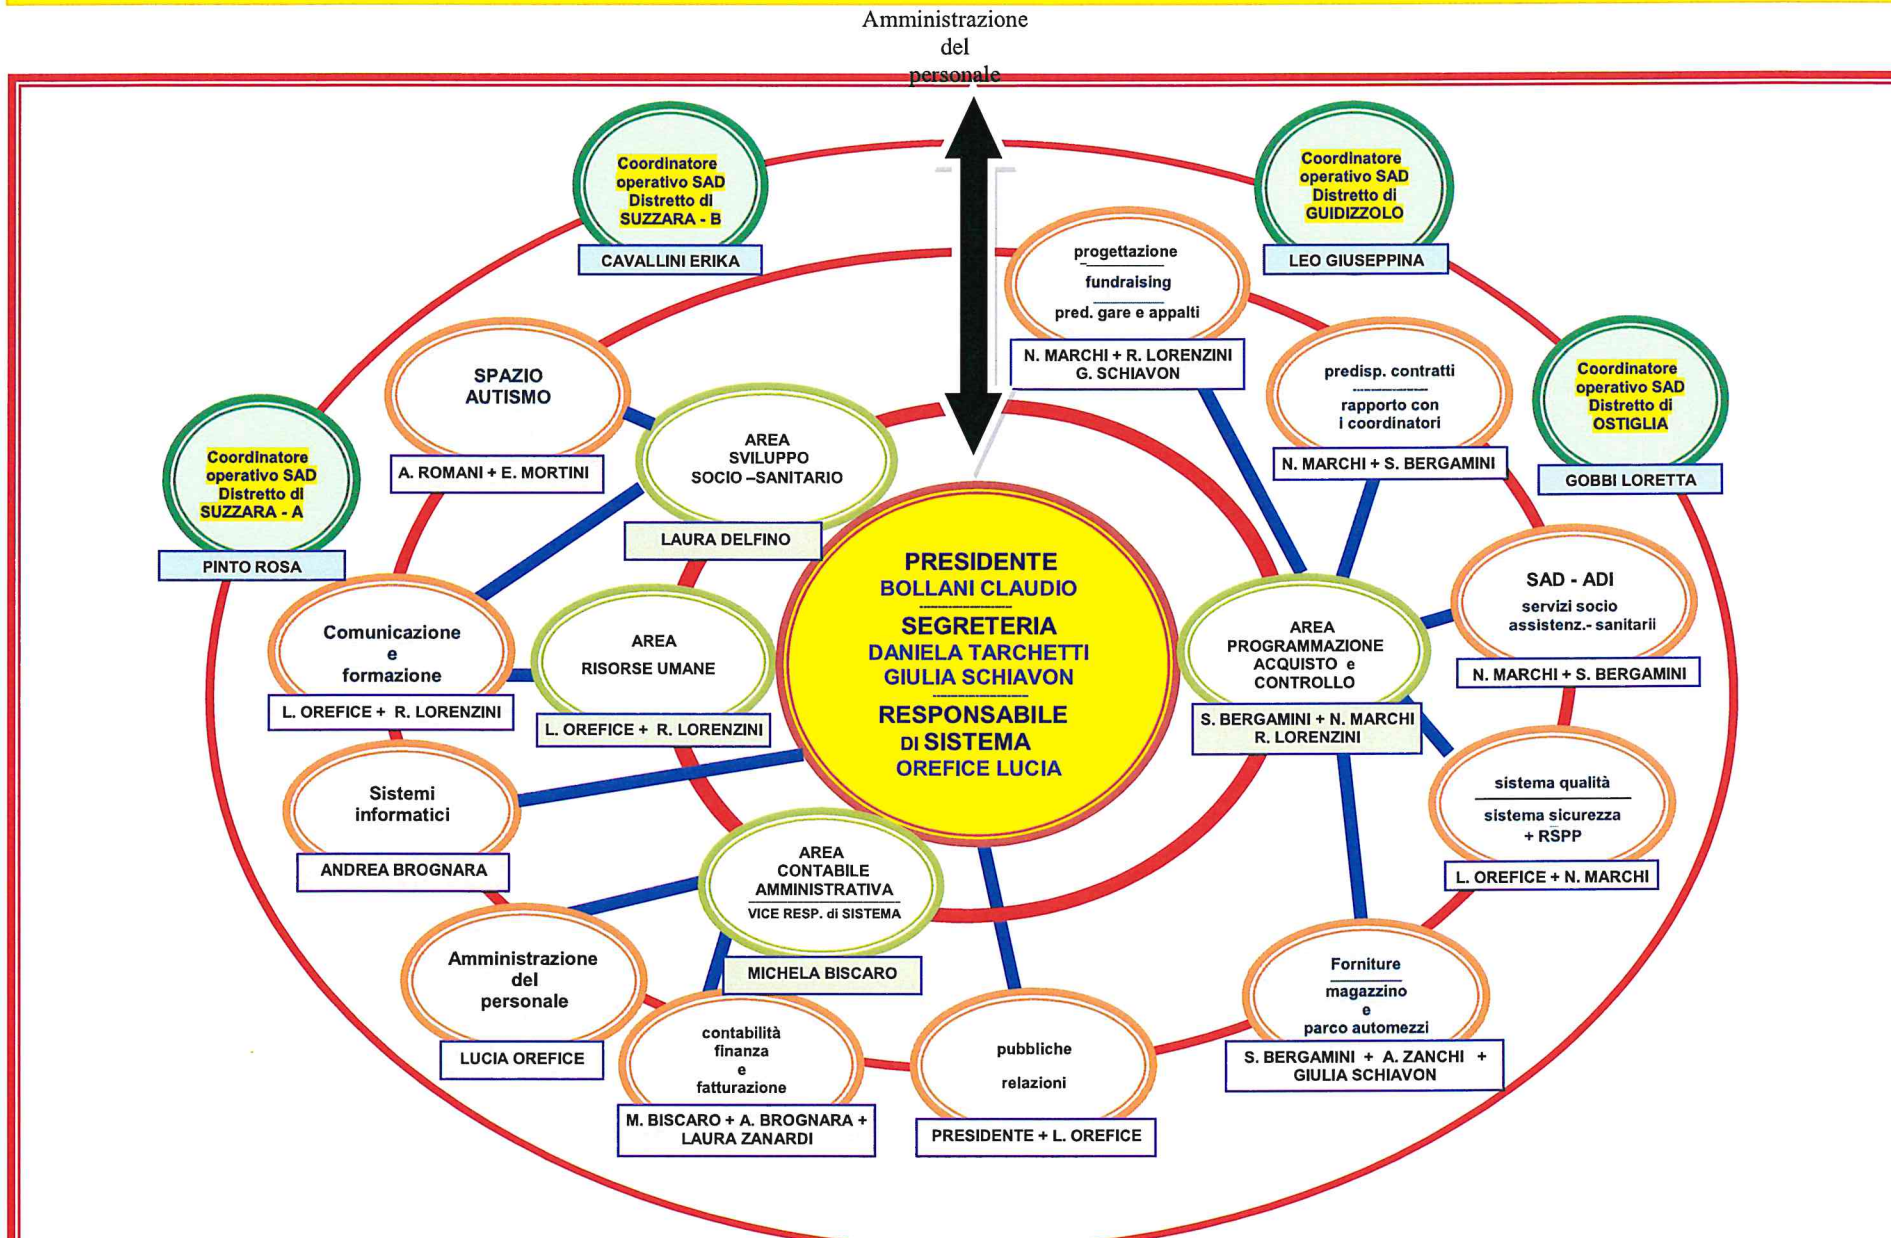 Amministrazione
del
personale
Coordinatore
operativo SAD
Distretto di
SUZZARA - B
CAVALLINI ERIKA
Coordinatore
operativo SAD
Distretto di
GUIDIZZOLO
LEO GIUSEPPINA
progettazione
fundraising
pred. gare e appalti
N. MARCHI + R. LORENZINI
G. SCHIAVON
SPAZIO
AUTISMO
A. ROMANI + E. MORTINI
predisp. contratti
rapporto con
i coordinatori
N. MARCHI + S. BERGAMINI
Coordinatore
operativo SAD
Distretto di
OSTIGLIA
GOBBI LORETTA
Coordinatore
operativo SAD
Distretto di
SUZZARA - A
PINTO ROSA
AREA
SVILUPPO
SOCIO –SANITARIO
LAURA DELFINO
PRESIDENTE
BOLLANI CLAUDIO
SEGRETERIA
DANIELA TARCHETTI
GIULIA SCHIAVON
RESPONSABILE
DI SISTEMA
OREFICE LUCIA
SAD - ADI
servizi socio
assistenz.- sanitarii
N. MARCHI + S. BERGAMINI
Comunicazione
e
formazione
L. OREFICE + R. LORENZINI
AREA
RISORSE UMANE
L. OREFICE + R. LORENZINI
AREA
PROGRAMMAZIONE
ACQUISTO e
CONTROLLO
S. BERGAMINI + N. MARCHI
R. LORENZINI
Sistemi
informatici
ANDREA BROGNARA
sistema qualità
sistema sicurezza
+ RSPP
L. OREFICE + N. MARCHI
AREA
CONTABILE
AMMINISTRATIVA
VICE RESP. di SISTEMA
MICHELA BISCARO
Amministrazione
del
personale
LUCIA OREFICE
contabilità
finanza
e
fatturazione
M. BISCARO + A. BROGNARA +
LAURA ZANARDI
pubbliche
relazioni
PRESIDENTE + L. OREFICE
Forniture
magazzino
e
parco automezzi
S. BERGAMINI + A. ZANCHI +
GIULIA SCHIAVON